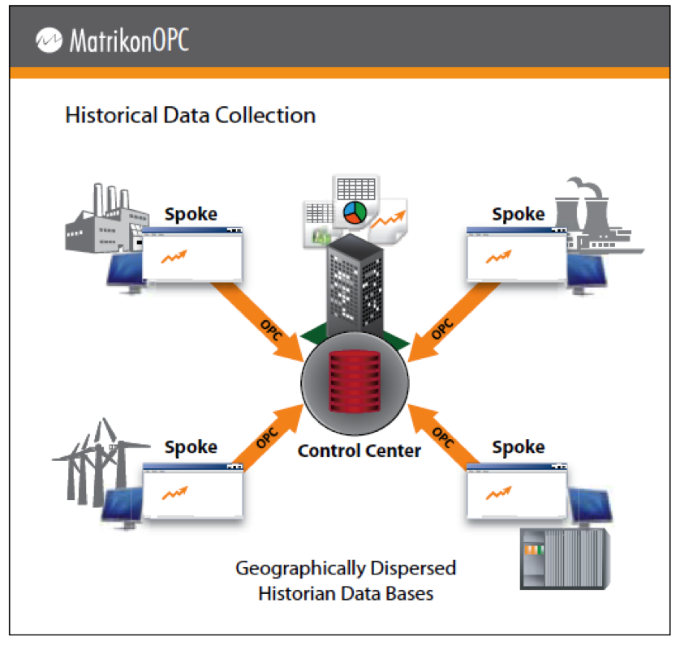 MatrikonOPC
Historical Data Collection
Spoke
Spoke
OPC
OPC
Spoke
OPC
Control Center
OPC
Spoke
Geographically Dispersed
Historian Data Bases